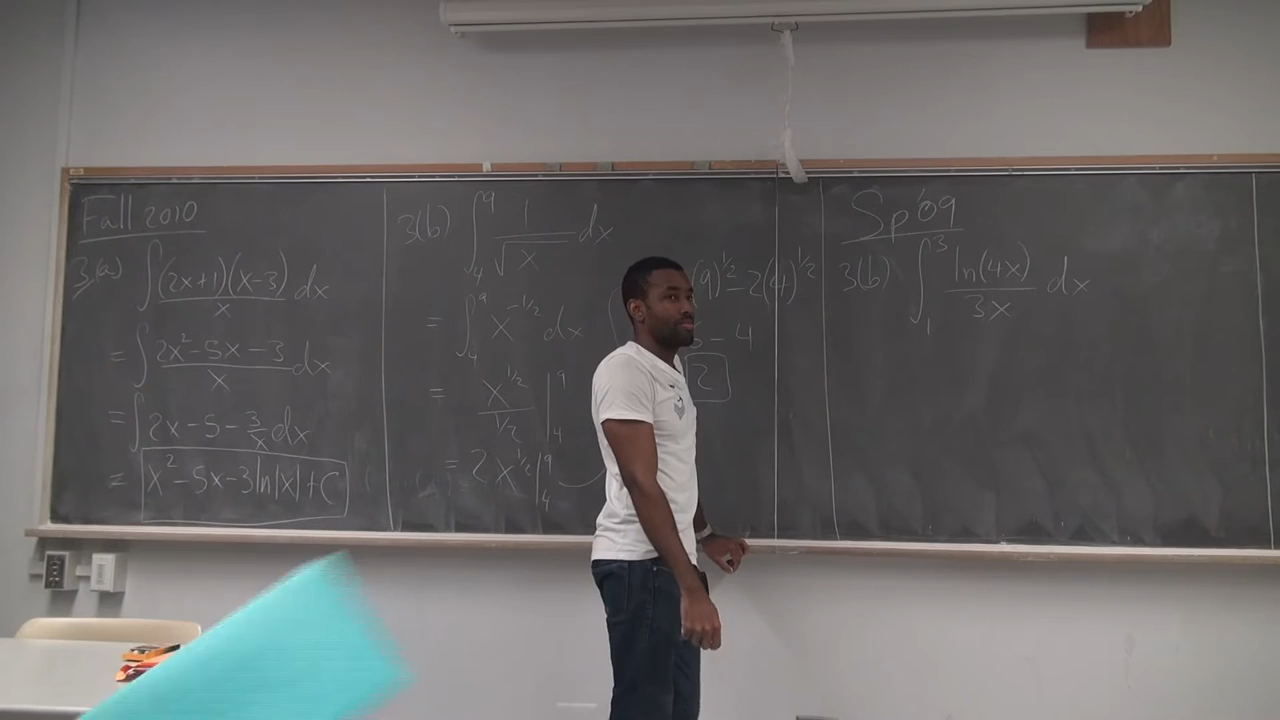 Fall 2010
3(a) ∫ (2x+1)(x-3)/x dx
= ∫ 2x²-5x-3/x dx
= ∫ 2x-5-3/x dx
= x²-5x-3ln|x|+C
3(b) ∫₄⁹ 1/√x dx
= ∫₄⁹ x^(-1/2) dx
= x^(1/2)/(1/2) |₄⁹
= 2x^(1/2) |₄⁹
(9)^(1/2)-2(4)^(1/2)
- 4
2
Sp'09
3(b) ∫₁³ ln(4x)/3x dx